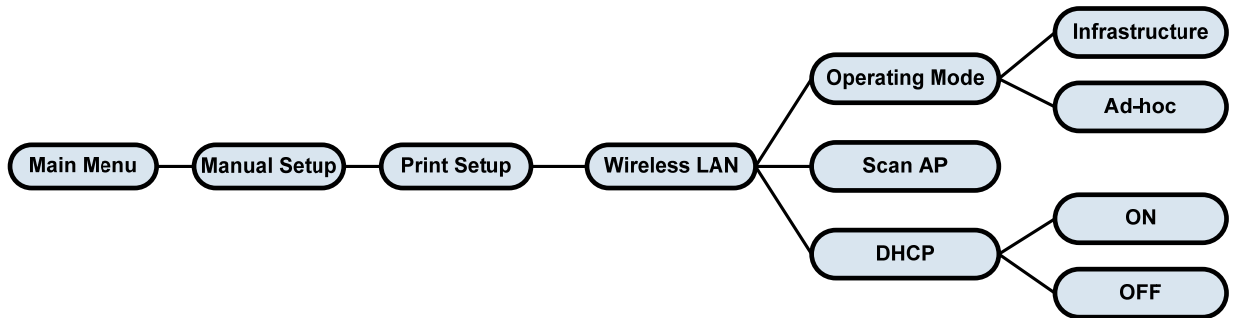 Main Menu
Manual Setup
Print Setup
Wireless LAN
Operating Mode
Infrastructure
Ad-hoc
Scan AP
DHCP
ON
OFF